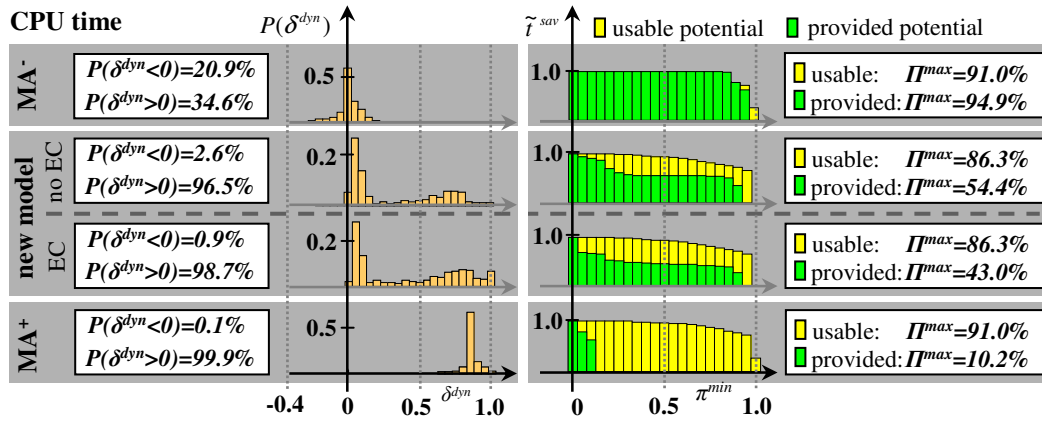 CPU time
P(δ^dyn)
t̃^sav
usable potential
provided potential
MA⁻
P(δ^dyn<0)=20.9%
P(δ^dyn>0)=34.6%
0.5
1.0
usable: Π^max=91.0%
provided: Π^max=94.9%
new model
no EC
P(δ^dyn<0)=2.6%
P(δ^dyn>0)=96.5%
0.2
1.0
usable: Π^max=86.3%
provided: Π^max=54.4%
EC
P(δ^dyn<0)=0.9%
P(δ^dyn>0)=98.7%
0.2
1.0
usable: Π^max=86.3%
provided: Π^max=43.0%
MA⁺
P(δ^dyn<0)=0.1%
P(δ^dyn>0)=99.9%
0.5
1.0
usable: Π^max=91.0%
provided: Π^max=10.2%
δ^dyn
π^min
-0.4 0 0.5 1.0
0 0.5 1.0